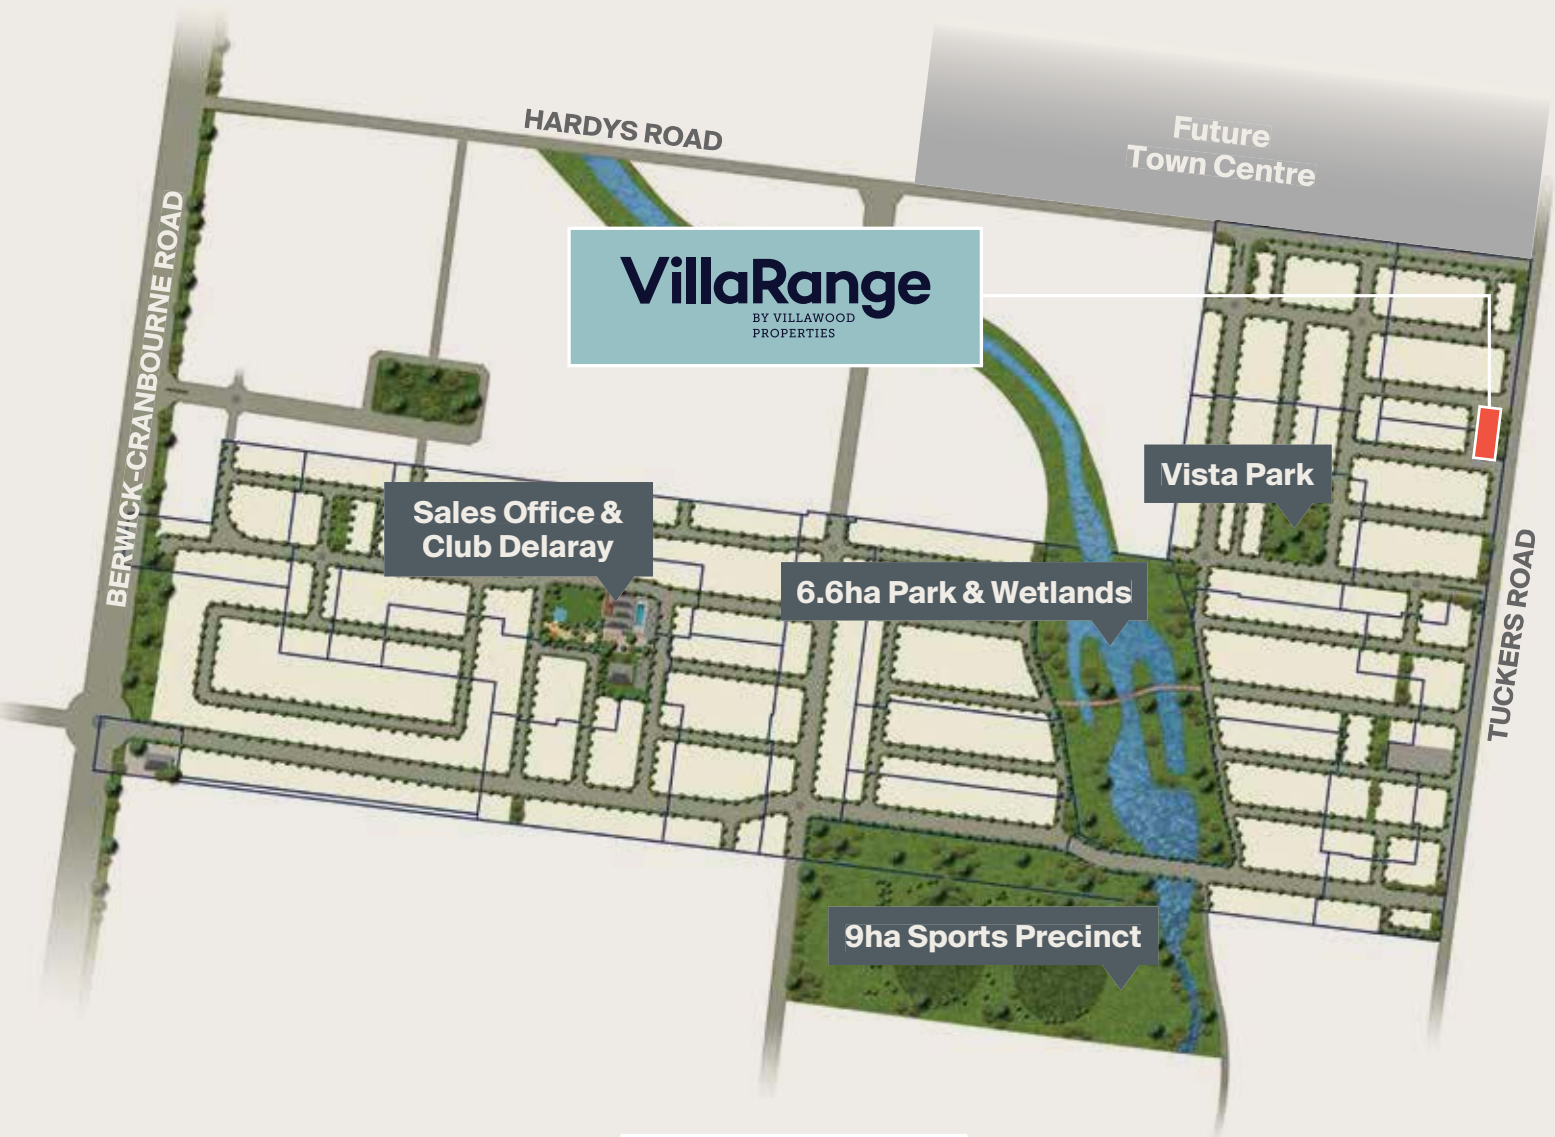 HARDYS ROAD
Future
Town Centre
BERWICK-CRANBOURNE ROAD
VillaRange
BY VILLAWOOD
PROPERTIES
Vista Park
Sales Office &
Club Delaray
6.6ha Park & Wetlands
TUCKERS ROAD
9ha Sports Precinct